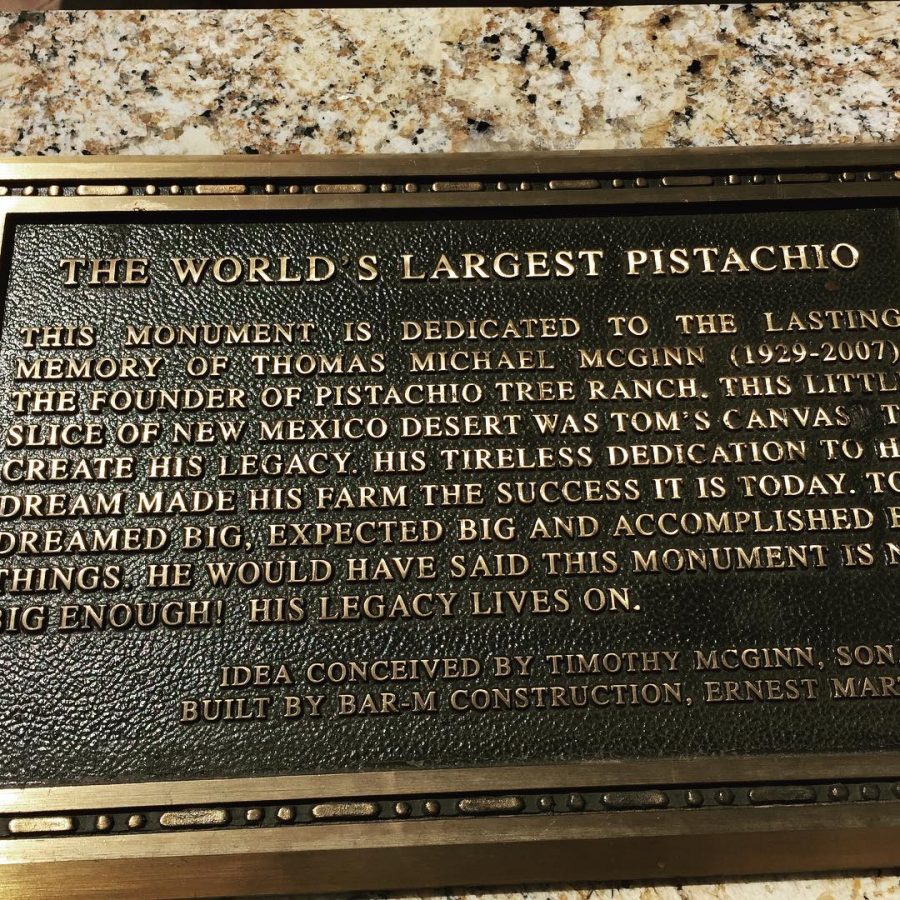 THE WORLD'S LARGEST PISTACHIO
THIS MONUMENT IS DEDICATED TO THE LASTING
MEMORY OF THOMAS MICHAEL MCGINN (1929-2007)
THE FOUNDER OF PISTACHIO TREE RANCH. THIS
SLICE OF NEW MEXICO DESERT WAS TOM'S CANVAS
CREATE HIS LEGACY. HIS TIRELESS DEDICATION TO
DREAM MADE HIS FARM THE SUCCESS IT IS TODAY.
DREAMED BIG, EXPECTED BIG AND ACCOMPLISHED
THINGS. HE WOULD HAVE SAID THIS MONUMENT IS
BIG ENOUGH! HIS LEGACY LIVES ON.
IDEA CONCEIVED BY TIMOTHY MCGINN, SON
BUILT BY BAR-M CONSTRUCTION, ERNEST